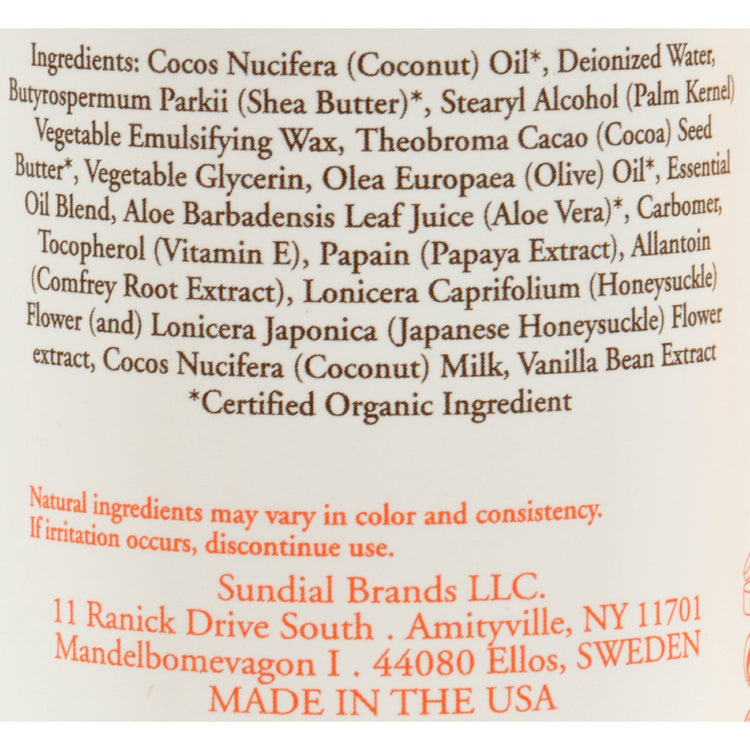 Ingredients: Cocos Nucifera (Coconut) Oil*, Deionized Water,
Butyrospermum Parkii (Shea Butter)*, Stearyl Alcohol (Palm Kernel)
Vegetable Emulsifying Wax, Theobroma Cacao (Cocoa) Seed
Butter*, Vegetable Glycerin, Olea Europaea (Olive) Oil*, Essential
Oil Blend, Aloe Barbadensis Leaf Juice (Aloe Vera)*, Carbomer,
Tocopherol (Vitamin E), Papain (Papaya Extract), Allantoin
(Comfrey Root Extract), Lonicera Caprifolium (Honeysuckle)
Flower (and) Lonicera Japonica (Japanese Honeysuckle) Flower
extract, Cocos Nucifera (Coconut) Milk, Vanilla Bean Extract
*Certified Organic Ingredient
Natural ingredients may vary in color and consistency.
If irritation occurs, discontinue use.
Sundial Brands LLC.
11 Ranick Drive South . Amityville, NY 11701
Mandelbomevagon I . 44080 Ellos, SWEDEN
MADE IN THE USA